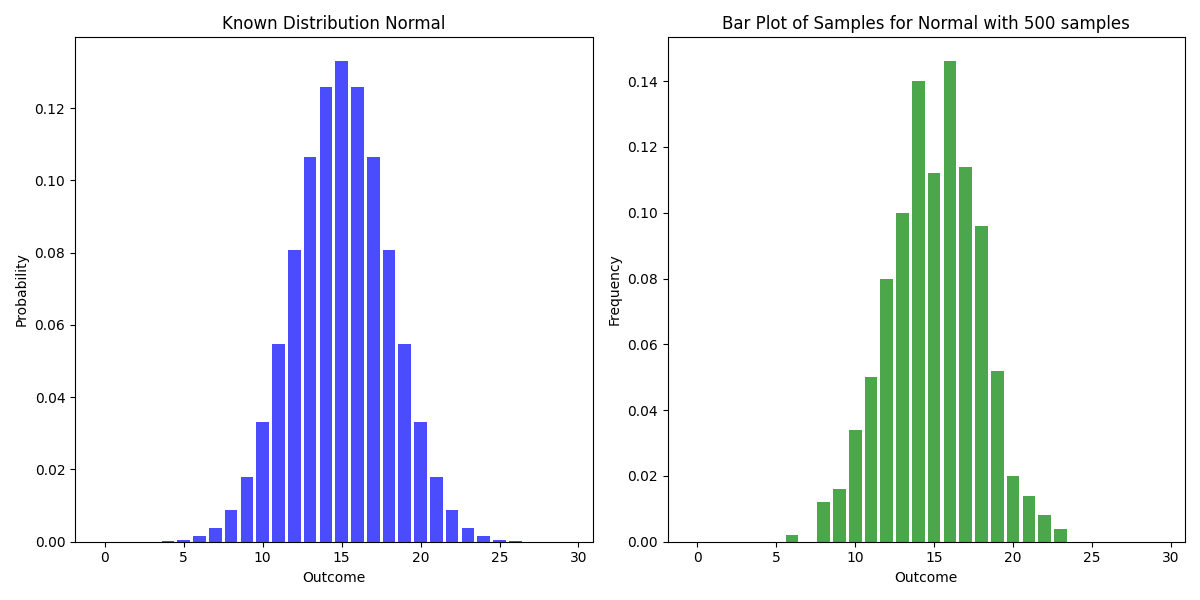 Known Distribution Normal
Probability
0.12
0.10
0.08
0.06
0.04
0.02
0.00
0 5 10 15 20 25 30
Outcome
Bar Plot of Samples for Normal with 500 samples
Frequency
0.14
0.12
0.10
0.08
0.06
0.04
0.02
0.00
0 5 10 15 20 25 30
Outcome